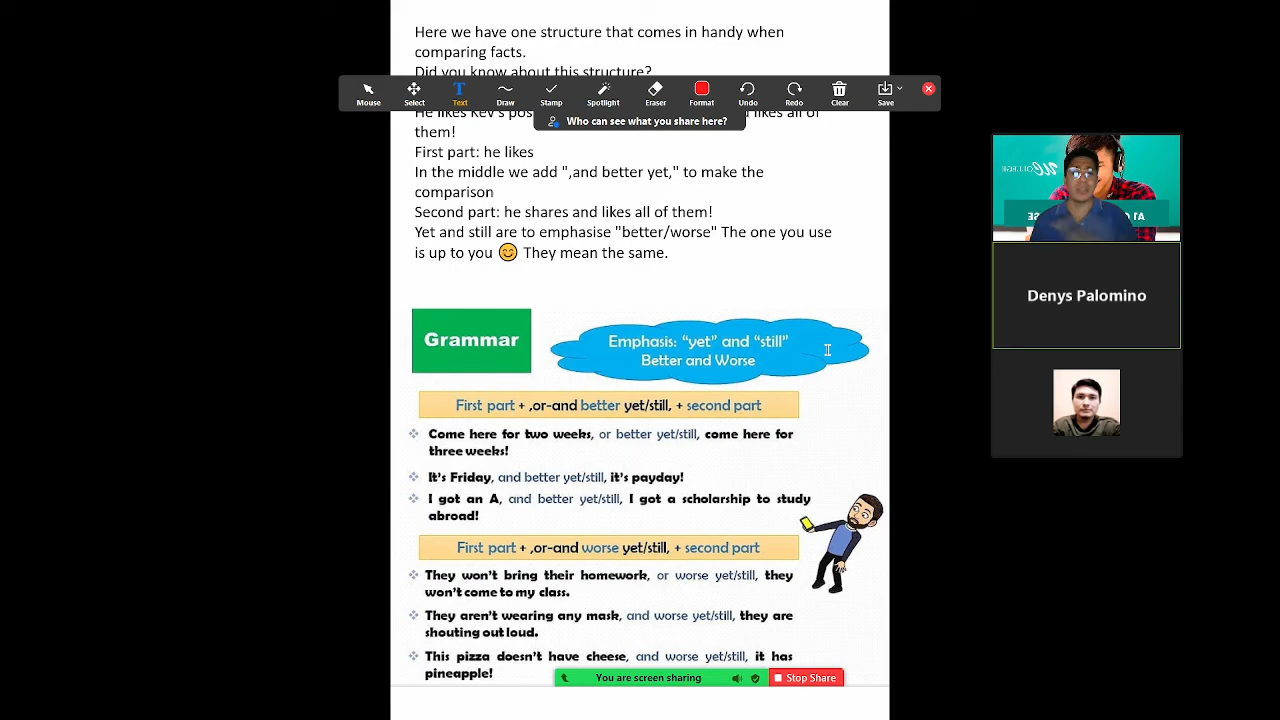 Here we have one structure that comes in handy when
comparing facts.
Did you know about this structure?
Mouse Select Text Draw Stamp Spotlight Eraser Format Undo Redo Clear Save
He likes Kev's likes all of
Who can see what you share here?
them!
First part: he likes
In the middle we add ",and better yet," to make the
comparison
Second part: he shares and likes all of them!
Yet and still are to emphasise "better/worse" The one you use
is up to you 😊 They mean the same.
Grammar
Emphasis: “yet” and “still”
Better and Worse
First part + ,or-and better yet/still, + second part
❖ Come here for two weeks, or better yet/still, come here for
three weeks!
❖ It's Friday, and better yet/still, it's payday!
❖ I got an A, and better yet/still, I got a scholarship to study
abroad!
First part + ,or-and worse yet/still, + second part
❖ They won't bring their homework, or worse yet/still, they
won't come to my class.
❖ They aren't wearing any mask, and worse yet/still, they are
shouting out loud.
❖ This pizza doesn't have cheese, and worse yet/still, it has
pineapple!
You are screen sharing Stop Share
UCOLLEGE
A1
Denys Palomino